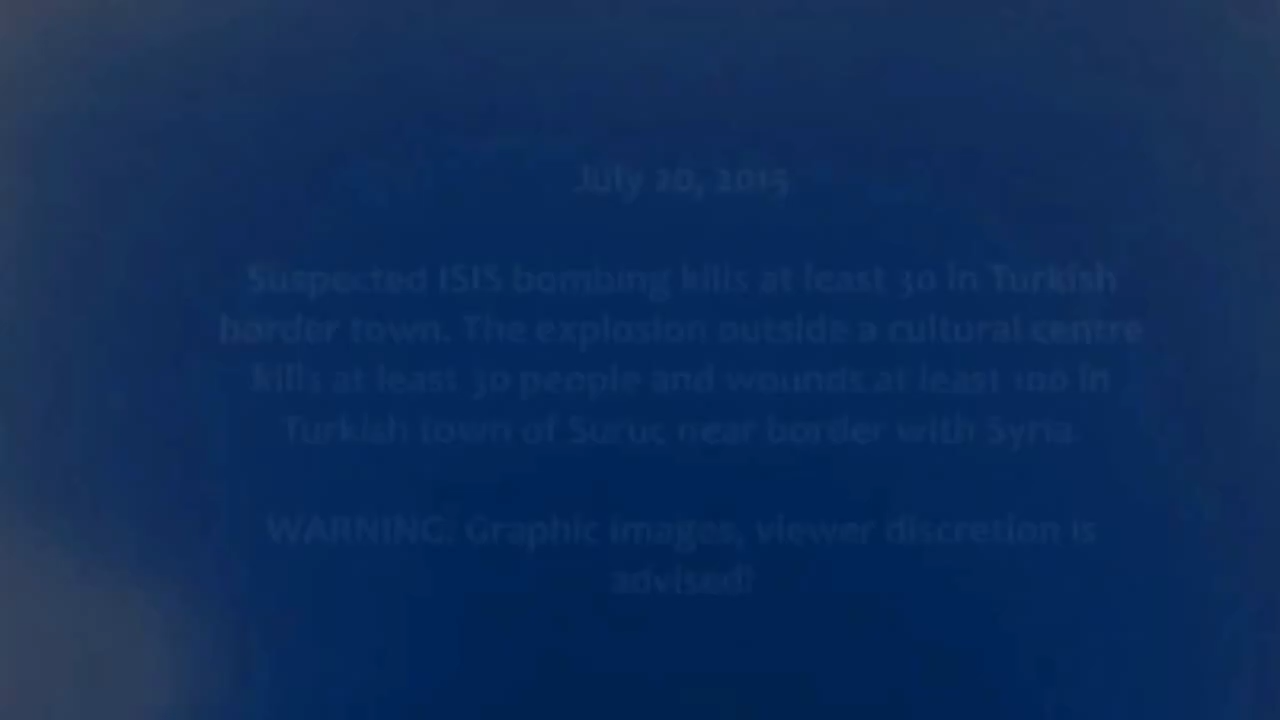 July 20, 2015
Suspected ISIS bombing kills at least 30 in Turkish
border town. The explosion outside a cultural centre
kills at least 30 people and wounds at least 100 in
Turkish town of Suruc near border with Syria.
WARNING! Graphic images, viewer discretion is
advised!